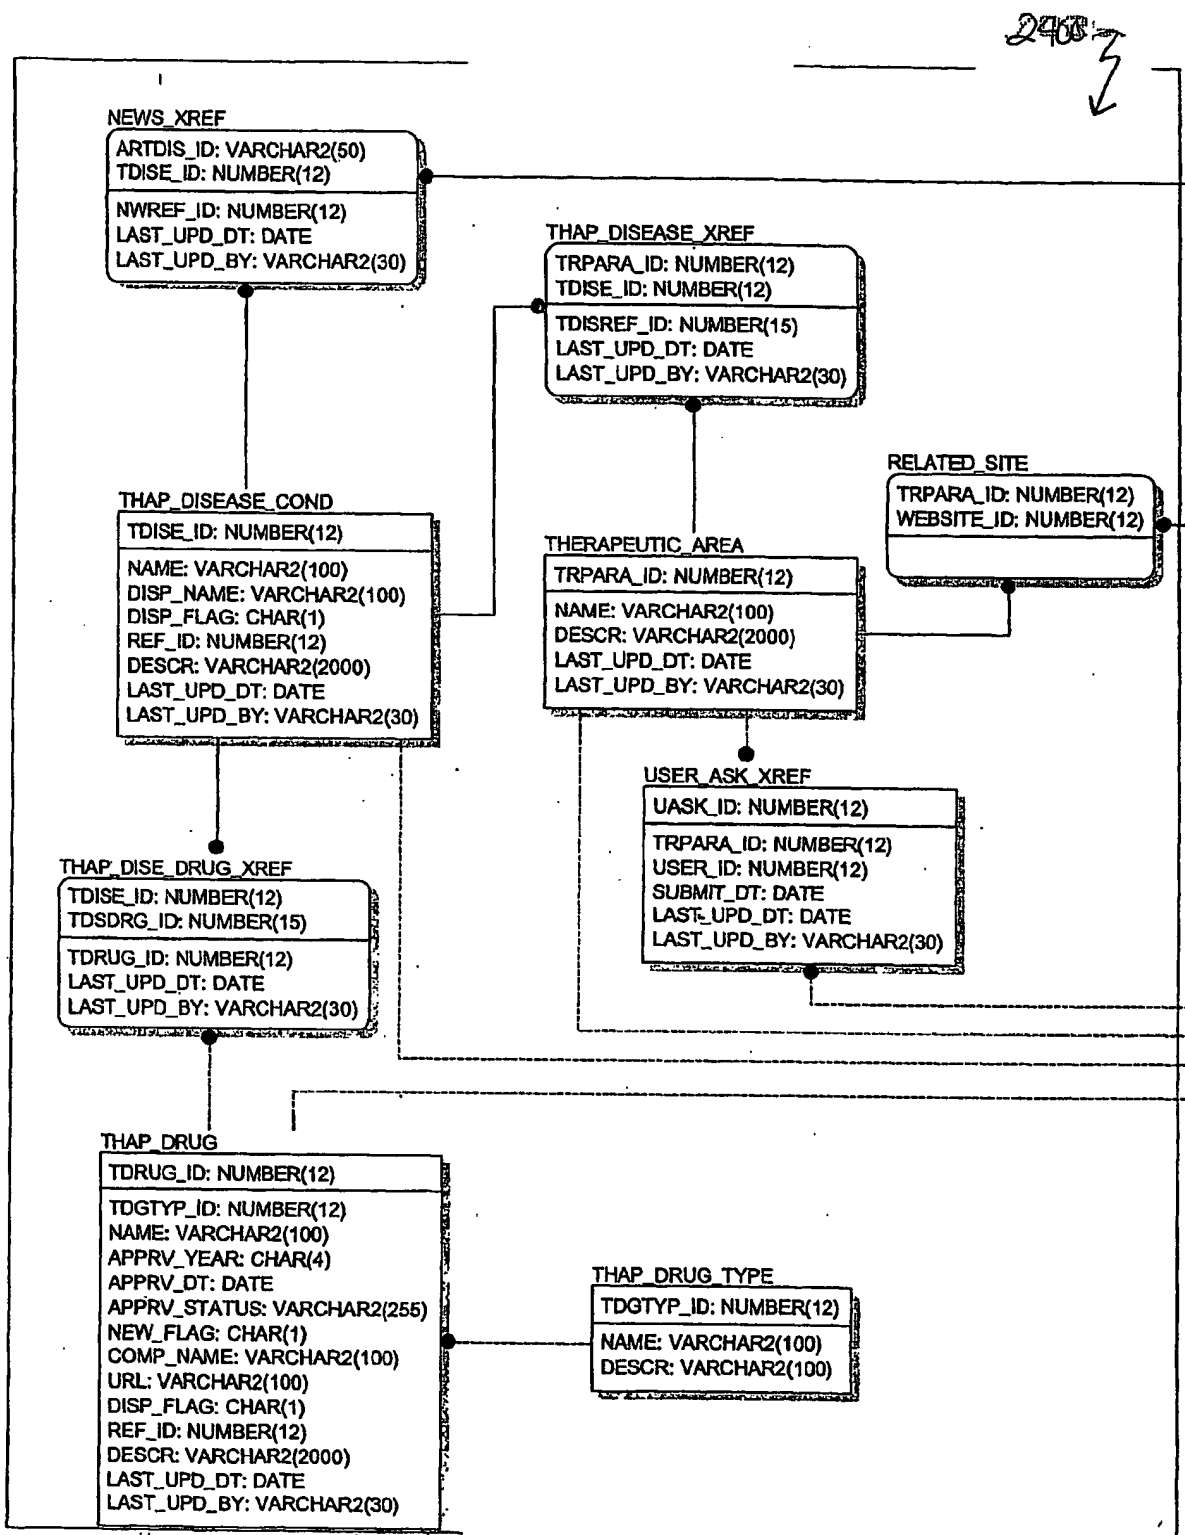 NEWS_XREF
ARTDIS_ID: VARCHAR2(50)
TDISE_ID: NUMBER(12)
NWREF_ID: NUMBER(12)
LAST_UPD_DT: DATE
LAST_UPD_BY: VARCHAR2(30)
THAP_DISEASE_XREF
TRPARA_ID: NUMBER(12)
TDISE_ID: NUMBER(12)
TDISREF_ID: NUMBER(15)
LAST_UPD_DT: DATE
LAST_UPD_BY: VARCHAR2(30)
RELATED_SITE
TRPARA_ID: NUMBER(12)
WEBSITE_ID: NUMBER(12)
THAP_DISEASE_COND
TDISE_ID: NUMBER(12)
NAME: VARCHAR2(100)
DISP_NAME: VARCHAR2(100)
DISP_FLAG: CHAR(1)
REF_ID: NUMBER(12)
DESCR: VARCHAR2(2000)
LAST_UPD_DT: DATE
LAST_UPD_BY: VARCHAR2(30)
THERAPEUTIC_AREA
TRPARA_ID: NUMBER(12)
NAME: VARCHAR2(100)
DESCR: VARCHAR2(2000)
LAST_UPD_DT: DATE
LAST_UPD_BY: VARCHAR2(30)
USER_ASK_XREF
UASK_ID: NUMBER(12)
TRPARA_ID: NUMBER(12)
USER_ID: NUMBER(12)
SUBMIT_DT: DATE
LAST_UPD_DT: DATE
LAST_UPD_BY: VARCHAR2(30)
THAP_DISE_DRUG_XREF
TDISE_ID: NUMBER(12)
TDSDRG_ID: NUMBER(15)
TDRUG_ID: NUMBER(12)
LAST_UPD_DT: DATE
LAST_UPD_BY: VARCHAR2(30)
THAP_DRUG
TDRUG_ID: NUMBER(12)
TDGTYP_ID: NUMBER(12)
NAME: VARCHAR2(100)
APPRV_YEAR: CHAR(4)
APPRV_DT: DATE
APPRV_STATUS: VARCHAR2(255)
NEW_FLAG: CHAR(1)
COMP_NAME: VARCHAR2(100)
URL: VARCHAR2(100)
DISP_FLAG: CHAR(1)
REF_ID: NUMBER(12)
DESCR: VARCHAR2(2000)
LAST_UPD_DT: DATE
LAST_UPD_BY: VARCHAR2(30)
THAP_DRUG_TYPE
TDGTYP_ID: NUMBER(12)
NAME: VARCHAR2(100)
DESCR: VARCHAR2(100)